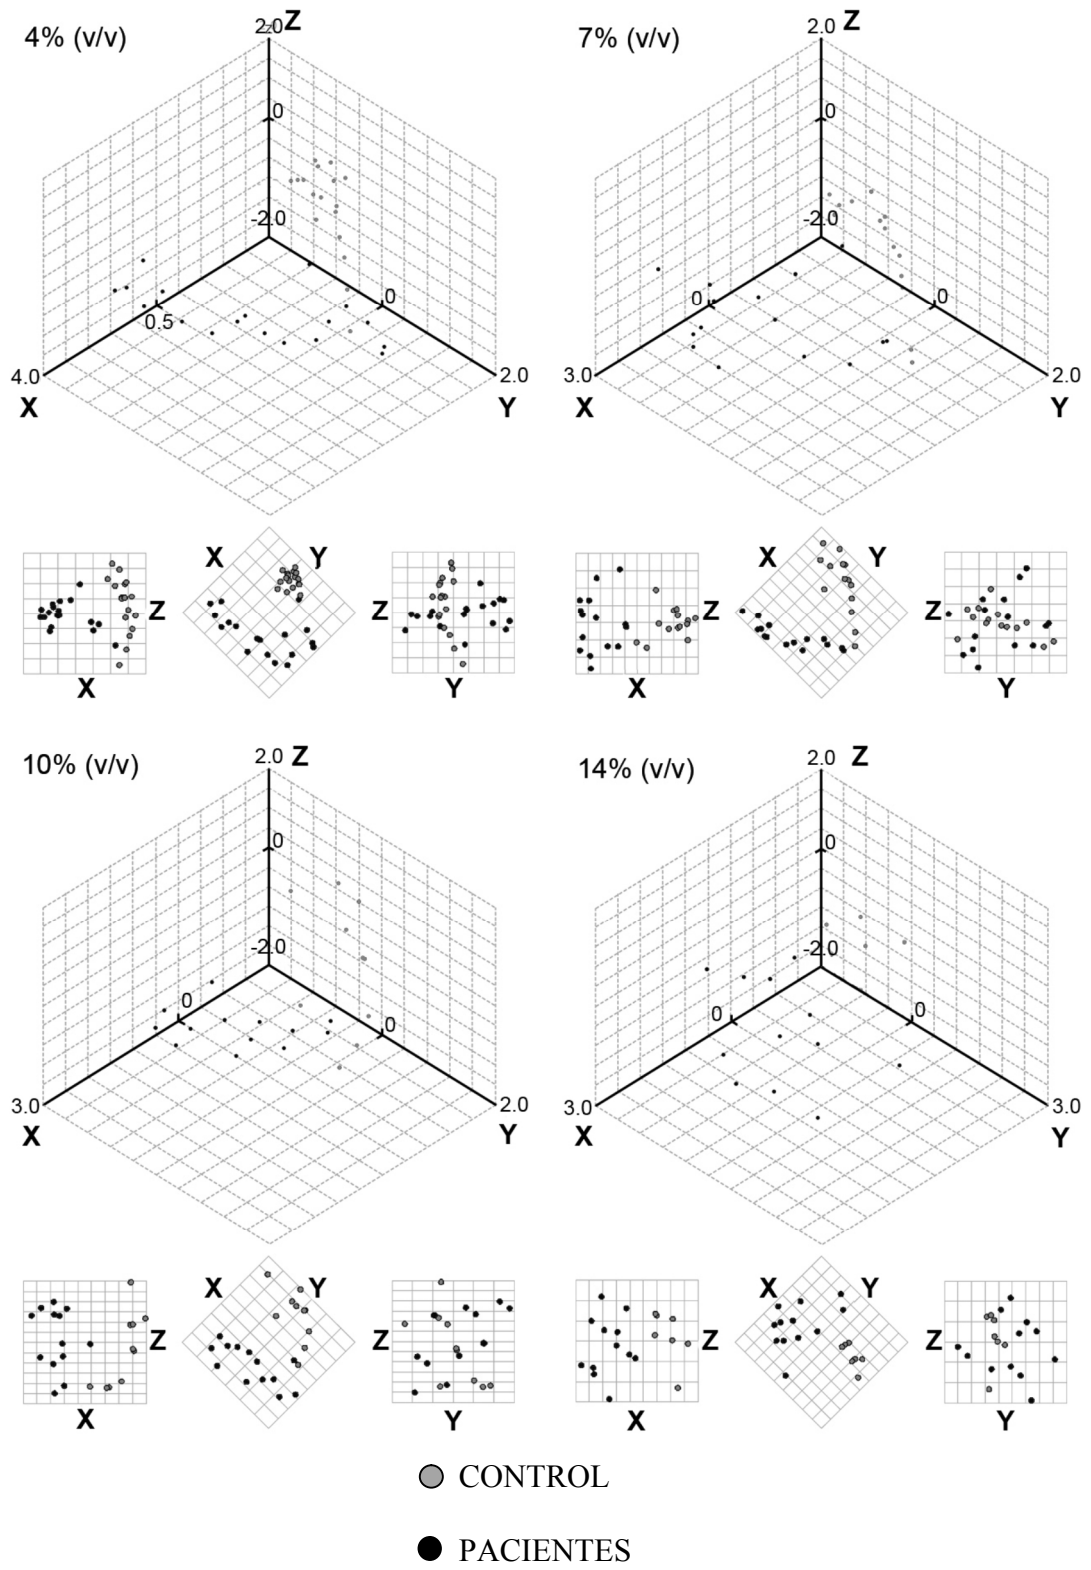 4% (v/v)
2.0 Z
0
-2.0
0.5
0
4.0
2.0
X
Y
7% (v/v)
2.0 Z
0
-2.0
0
0
3.0
2.0
X
Y
X
Y
Z
Z
X
Y
X
Y
Z
Z
X
Y
10% (v/v)
2.0 Z
0
-2.0
0
0
3.0
2.0
X
Y
14% (v/v)
2.0 Z
0
-2.0
0
0
3.0
3.0
X
Y
X
Y
Z
Z
X
Y
X
Y
Z
Z
X
Y
CONTROL
PACIENTES